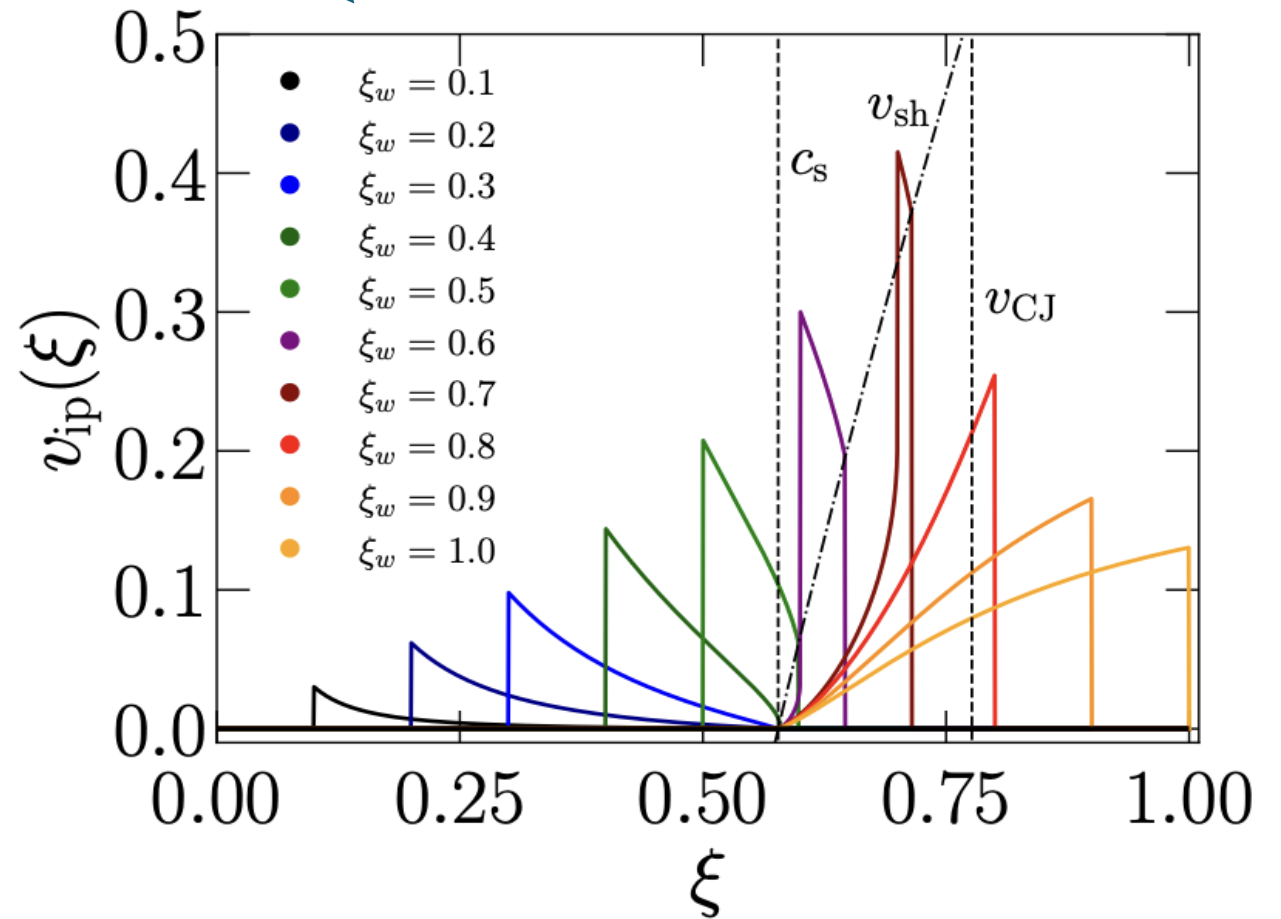 0.5
0.4
0.3
0.2
0.1
0.0
v_ip(ξ)
ξ_w = 0.1
ξ_w = 0.2
ξ_w = 0.3
ξ_w = 0.4
ξ_w = 0.5
ξ_w = 0.6
ξ_w = 0.7
ξ_w = 0.8
ξ_w = 0.9
ξ_w = 1.0
v_sh
c_s
v_CJ
0.00 0.25 0.50 0.75 1.00
ξ